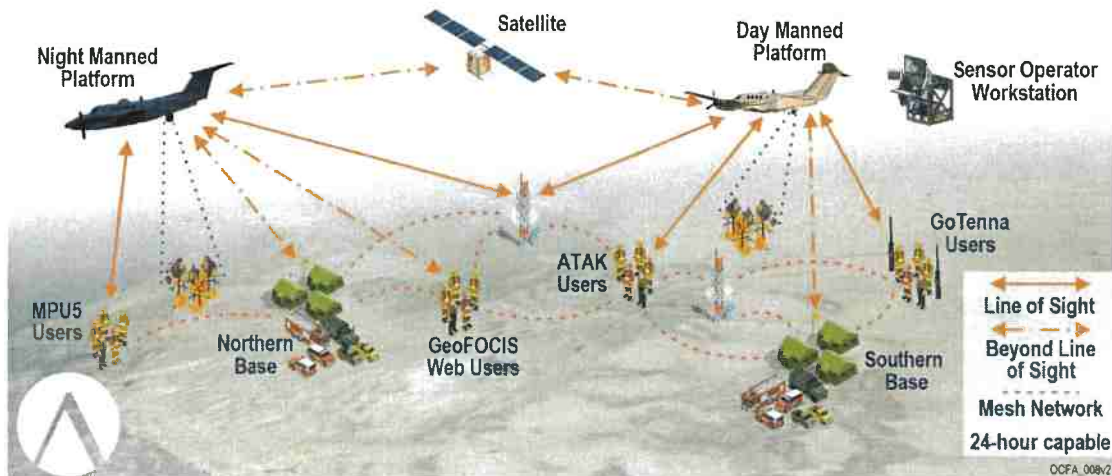 Satellite
Night Manned
Platform
Day Manned
Platform
Sensor Operator
Workstation
MPU5
Users
Northern
Base
GeoFOCIS
Web Users
ATAK
Users
GoTenna
Users
Southern
Base
Line of Sight
Beyond Line
of Sight
Mesh Network
24-hour capable
OCFA_008v2